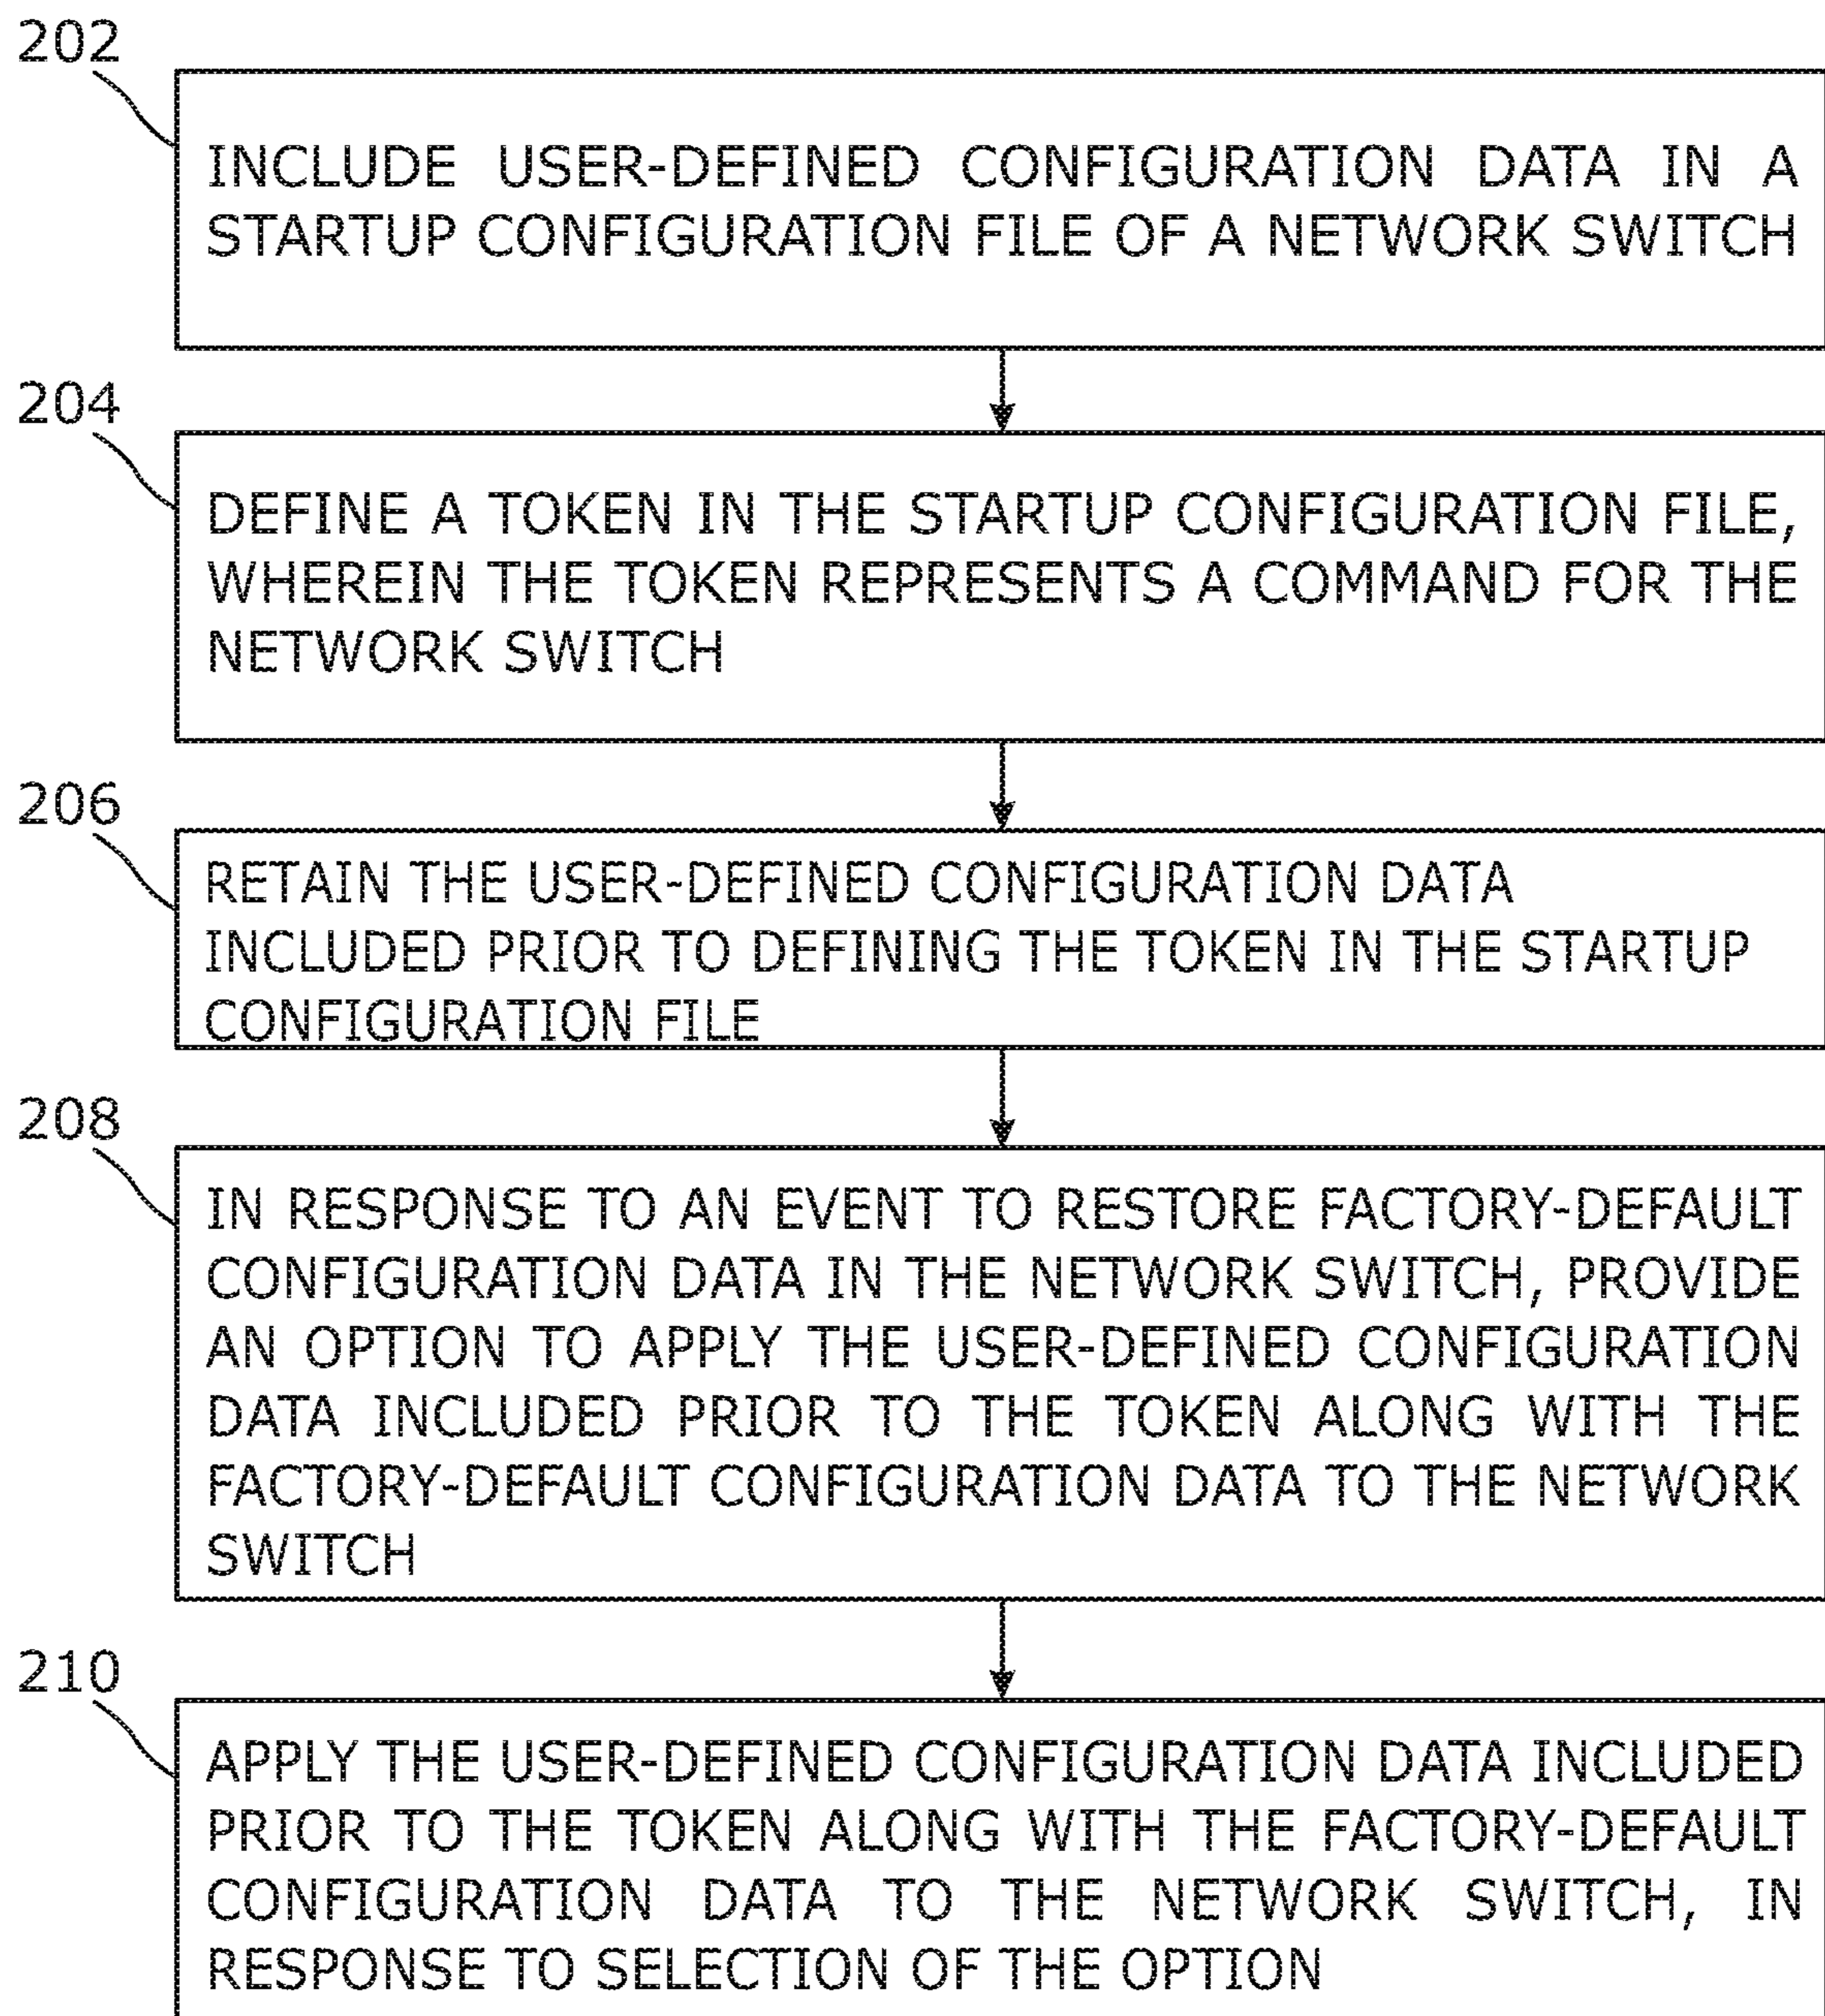 202
INCLUDE USER-DEFINED CONFIGURATION DATA IN A
STARTUP CONFIGURATION FILE OF A NETWORK SWITCH
204
DEFINE A TOKEN IN THE STARTUP CONFIGURATION FILE,
WHEREIN THE TOKEN REPRESENTS A COMMAND FOR THE
NETWORK SWITCH
206
RETAIN THE USER-DEFINED CONFIGURATION DATA
INCLUDED PRIOR TO DEFINING THE TOKEN IN THE STARTUP
CONFIGURATION FILE
208
IN RESPONSE TO AN EVENT TO RESTORE FACTORY-DEFAULT
CONFIGURATION DATA IN THE NETWORK SWITCH, PROVIDE
AN OPTION TO APPLY THE USER-DEFINED CONFIGURATION
DATA INCLUDED PRIOR TO THE TOKEN ALONG WITH THE
FACTORY-DEFAULT CONFIGURATION DATA TO THE NETWORK
SWITCH
210
APPLY THE USER-DEFINED CONFIGURATION DATA INCLUDED
PRIOR TO THE TOKEN ALONG WITH THE FACTORY-DEFAULT
CONFIGURATION DATA TO THE NETWORK SWITCH, IN
RESPONSE TO SELECTION OF THE OPTION